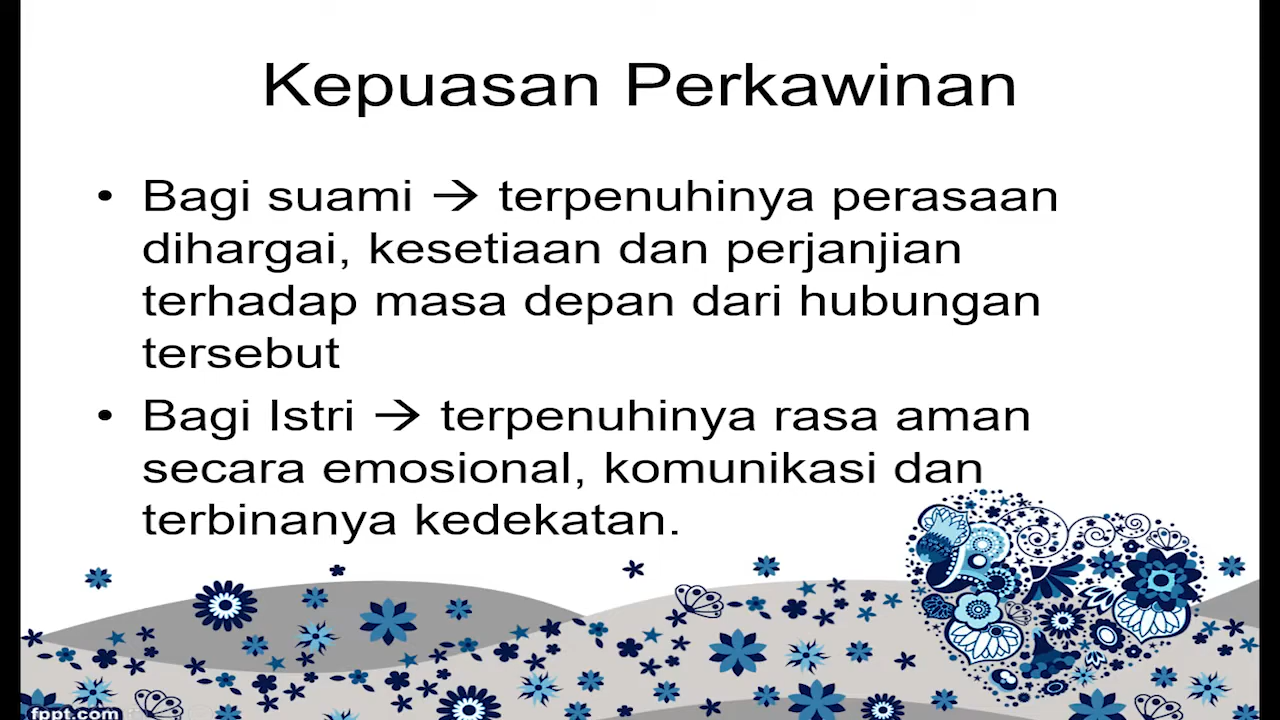 Kepuasan Perkawinan
• Bagi suami → terpenuhinya perasaan
dihargai, kesetiaan dan perjanjian
terhadap masa depan dari hubungan
tersebut
• Bagi Istri → terpenuhinya rasa aman
secara emosional, komunikasi dan
terbinanya kedekatan.
fppt.com